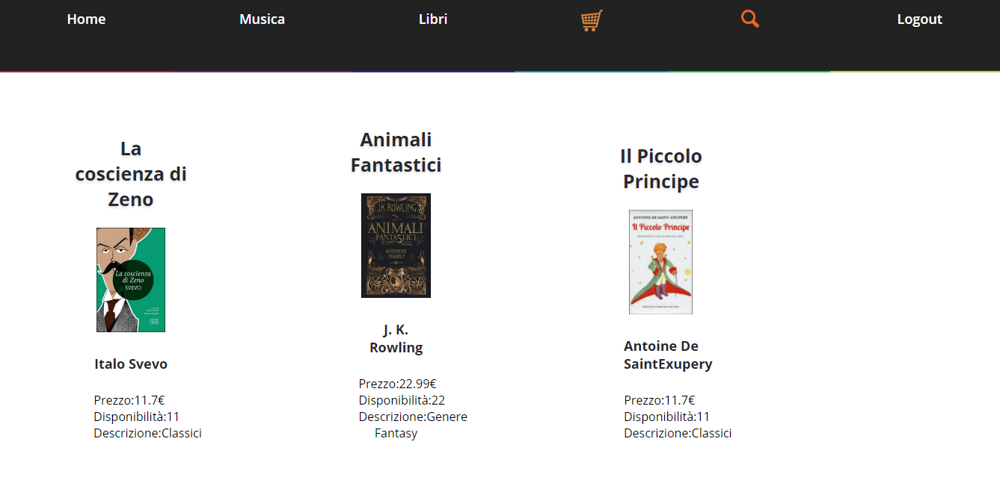 Home Musica Libri Logout
La
coscienza di
Zeno
La coscienza
di Zeno
SVEVO
Italo Svevo
Prezzo:11.7€
Disponibilità:11
Descrizione:Classici
Animali
Fantastici
J.K. ROWLING
ANIMALI
FANTASTICI
SCREENPLAY
ORIGINALE
J. K.
Rowling
Prezzo:22.99€
Disponibilità:22
Descrizione:Genere
Fantasy
Il Piccolo
Principe
ANTOINE DE SAINT-EXUPÉRY
Il Piccolo Principe
Antoine De
SaintExupery
Prezzo:11.7€
Disponibilità:11
Descrizione:Classici